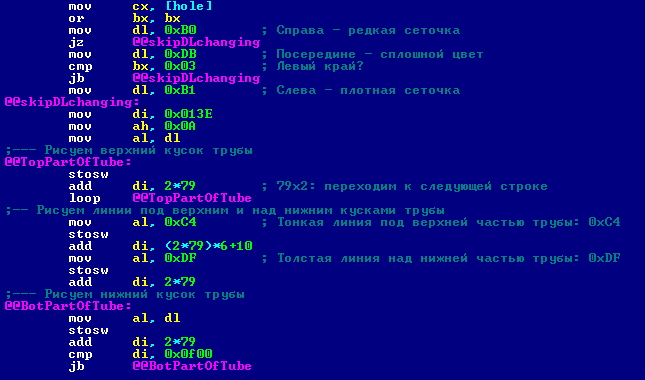 mov cx, [hole]
or bx, bx
mov dl, 0xB0 ; Справа - редкая сеточка
jz @@skipDLchanging
mov dl, 0xDB ; Посередине - сплошной цвет
cmp bx, 0x03 ; Левый край?
jb @@skipDLchanging
mov dl, 0xB1 ; Слева - плотная сеточка
@@skipDLchanging:
mov di, 0x013E
mov ah, 0x0A
mov al, dl
;--- Рисуем верхний кусок трубы
@@TopPartOfTube:
stosw
add di, 2*79 ; 79x2: переходим к следующей строке
loop @@TopPartOfTube
;-- Рисуем линии под верхним и над нижним кусками трубы
mov al, 0xC4 ; Тонкая линия под верхней частью трубы: 0xC4
stosw
add di, (2*79)*6+10
mov al, 0xDF ; Толстая линия над нижней частью трубы: 0xDF
stosw
add di, 2*79
;--- Рисуем нижний кусок трубы
@@BotPartOfTube:
mov al, dl
stosw
add di, 2*79
cmp di, 0x0f00
jb @@BotPartOfTube